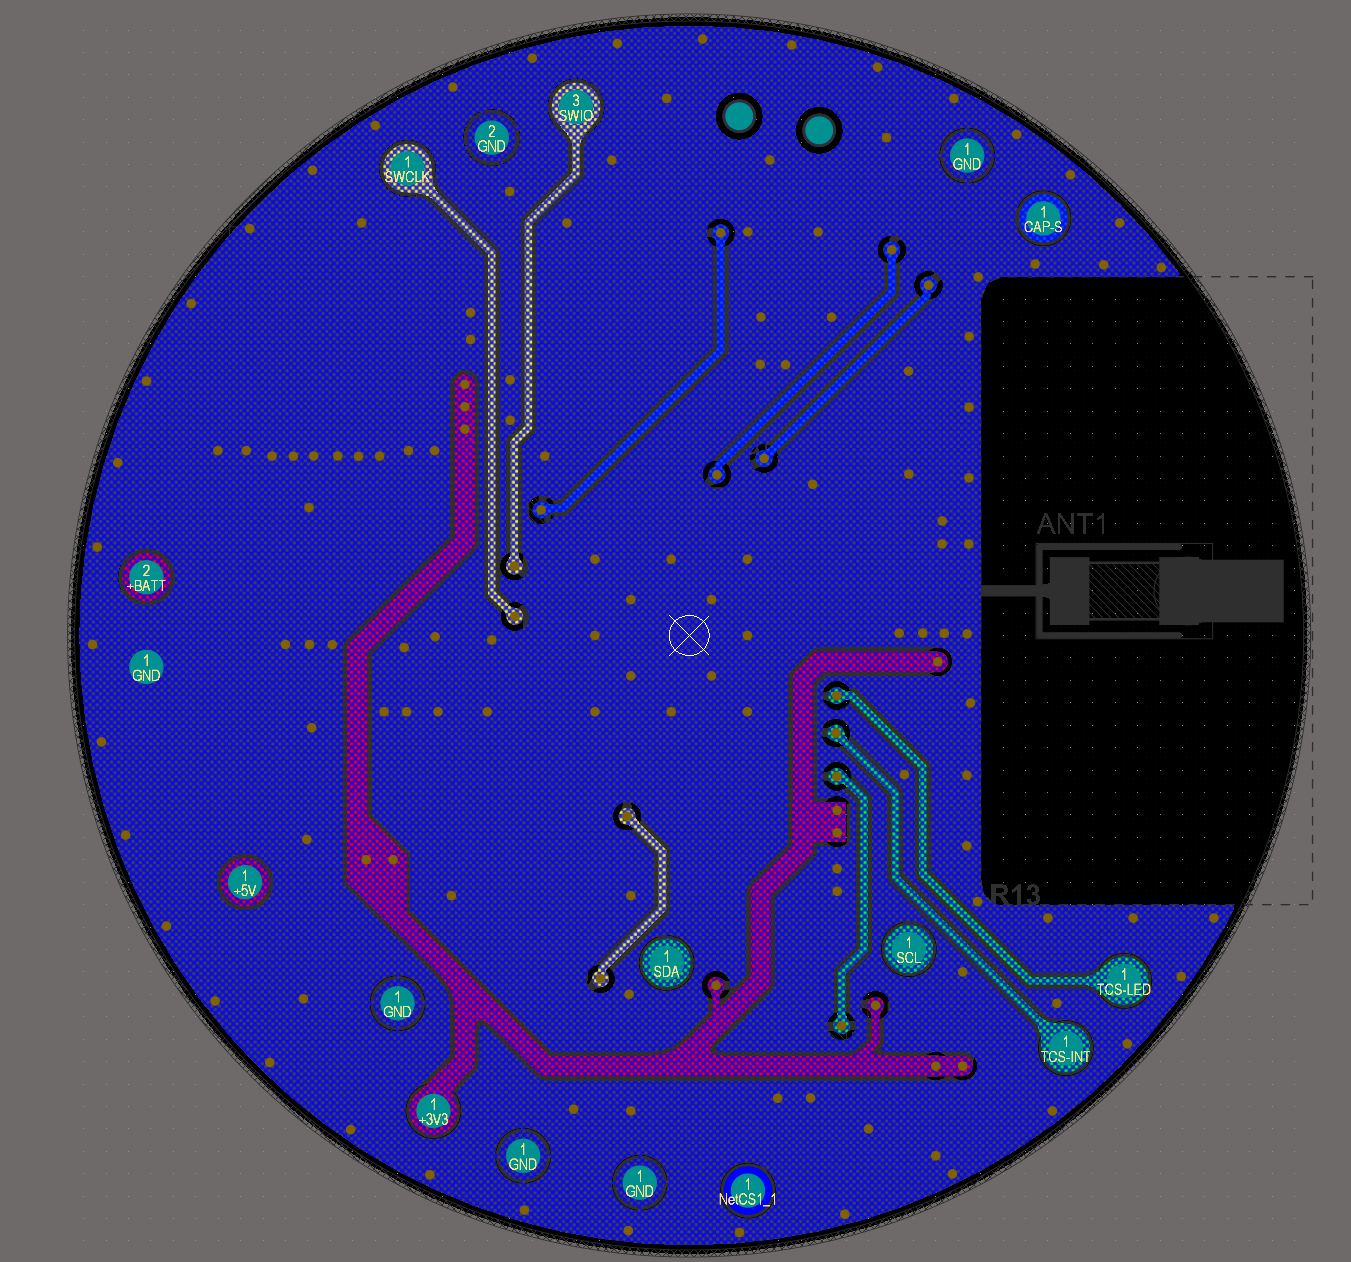 3
SWIO
2
GND
1
SWCLK
1
GND
1
CAP-S
ANT1
2
+BATT
1
GND
1
+5V
R13
1
SCL
1
SDA
1
TCS-LED
1
GND
1
TCS-INT
1
+3V3
1
GND
1
GND
1
NetCS1_1